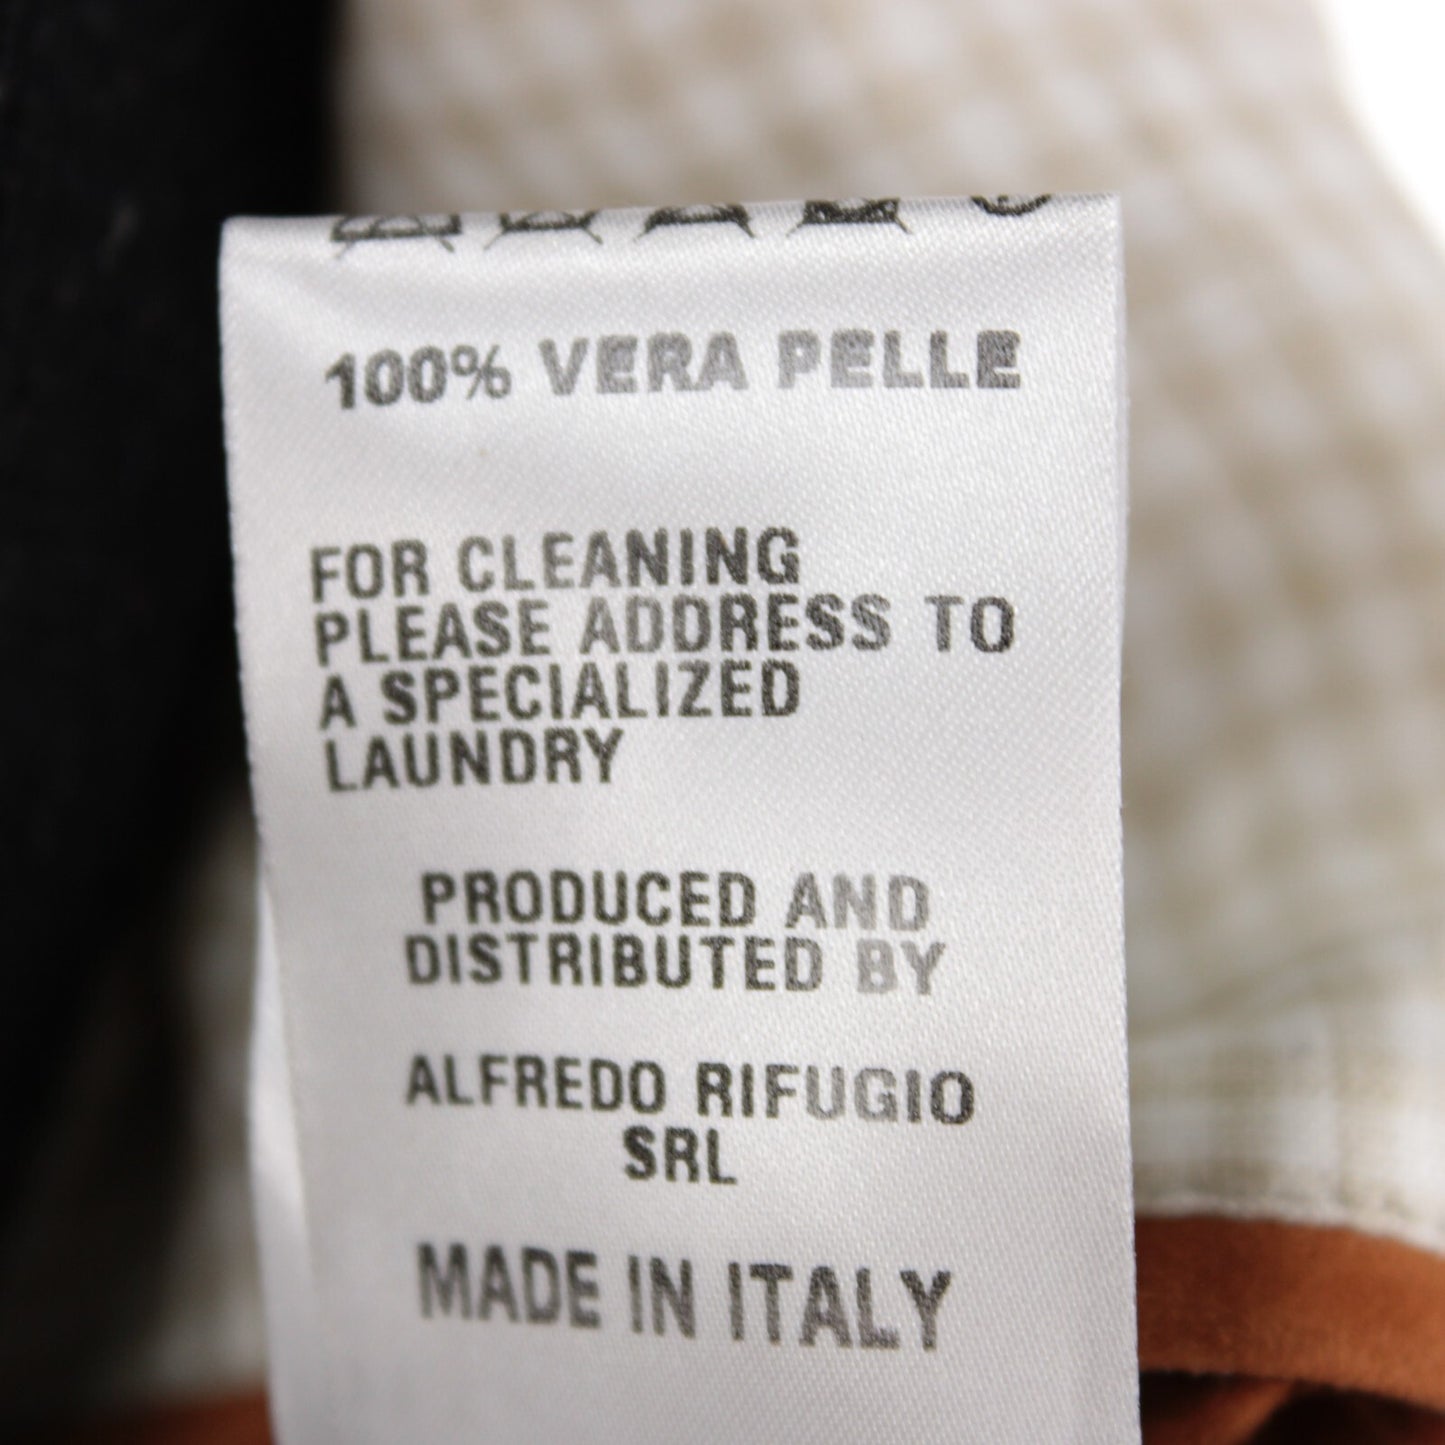 100% VERA PELLE
FOR CLEANING
PLEASE ADDRESS TO
A SPECIALIZED
LAUNDRY
PRODUCED AND
DISTRIBUTED BY
ALFREDO RIFUGIO
SRL
MADE IN ITALY